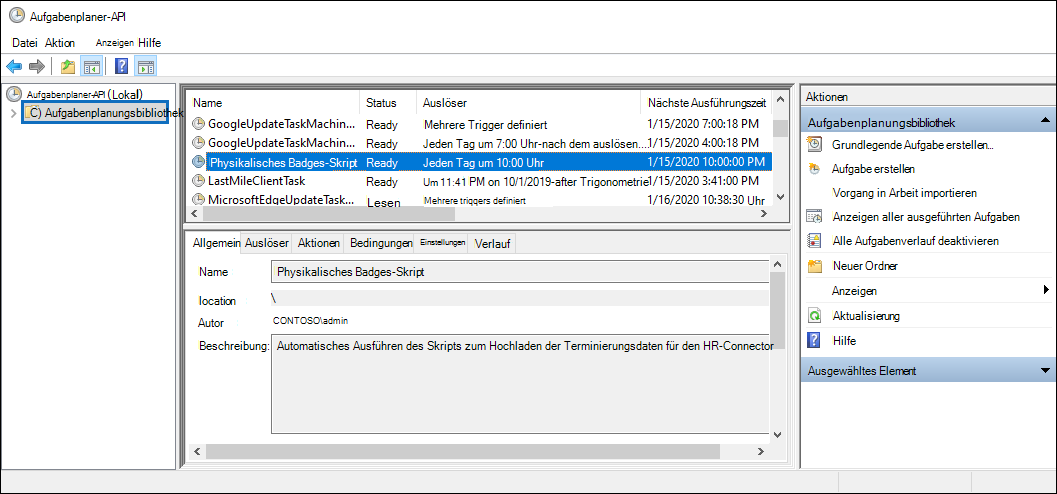 Aufgabenplaner-API
Datei Aktion Anzeigen Hilfe
Aufgabenplaner-API (Lokal)
C) Aufgabenplanungsbibliothek
Name Status Auslöser Nächste Ausführungszeit
GoogleUpdateTaskMachin... Ready Mehrere Trigger definiert 1/15/2020 7:00:18 PM
GoogleUpdateTaskMachin... Ready Jeden Tag um 7:00 Uhr-nach dem auslösen... 1/15/2020 4:00:18 PM
Physikalisches Badges-Skript Ready Jeden Tag um 10:00 Uhr 1/15/2020 10:00:00 PM
LastMileClientTask Ready Um 11:41 PM on 10/1/2019-after Trigonometrie 1/15/2020 3:41:00 PM
MicrosoftEdgeUpdateTask... Lesen Mehrere triggers definiert 1/16/2020 10:38:30 Uhr
Allgemein Auslöser Aktionen Bedingungen Einstellungen Verlauf
Name Physikalisches Badges-Skript
location \
Autor CONTOSO\admin
Beschreibung: Automatisches Ausführen des Skripts zum Hochladen der Terminierungsdaten für den HR-Connector
Aktionen
Aufgabenplanungsbibliothek
Grundlegende Aufgabe erstellen...
Aufgabe erstellen
Vorgang in Arbeit importieren
Anzeigen aller ausgeführten Aufgaben
Alle Aufgabenverlauf deaktivieren
Neuer Ordner
Anzeigen
Aktualisierung
Hilfe
Ausgewähltes Element